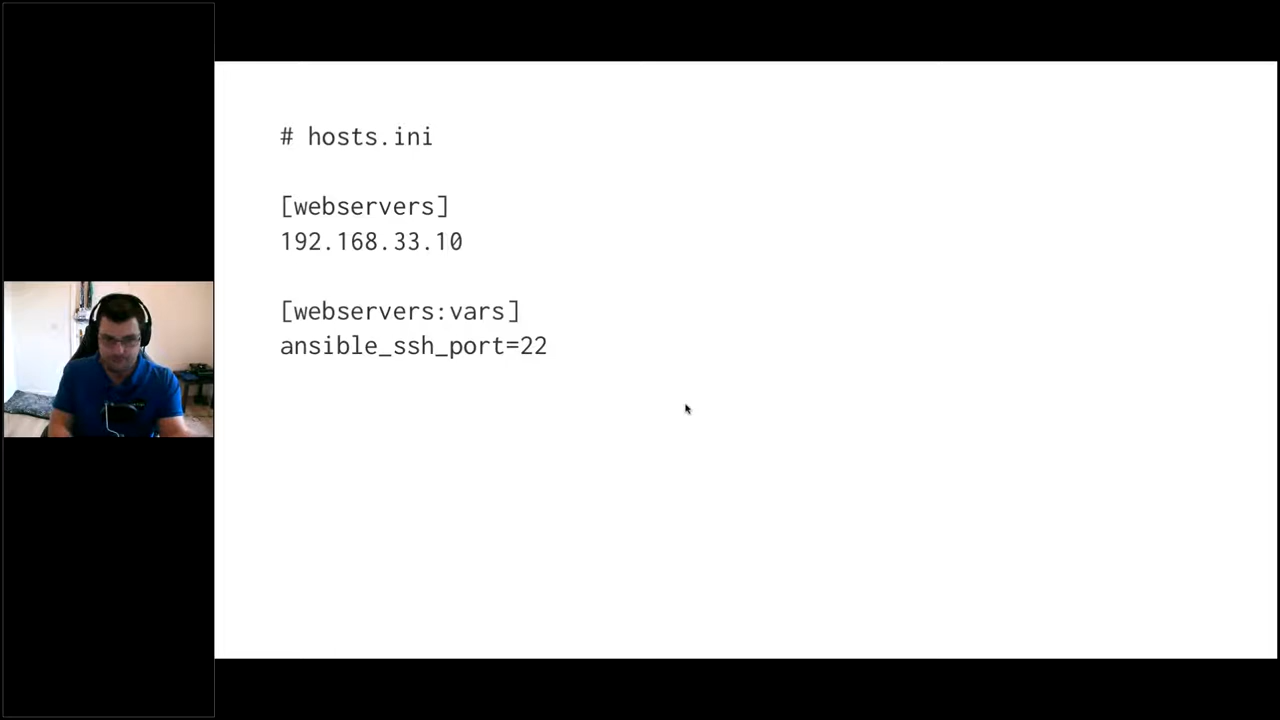 # hosts.ini
[webservers]
192.168.33.10
[webservers:vars]
ansible_ssh_port=22